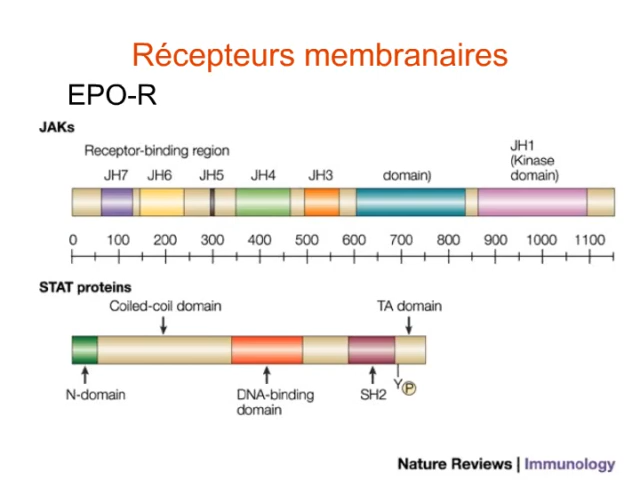 Récepteurs membranaires
EPO-R
JAKs
Receptor-binding region
JH1
(Kinase
domain)
JH7 JH6 JH5 JH4 JH3 domain)
0 100 200 300 400 500 600 700 800 900 1000 1100
STAT proteins
Coiled-coil domain TA domain
Y P
N-domain DNA-binding
domain SH2
Nature Reviews | Immunology